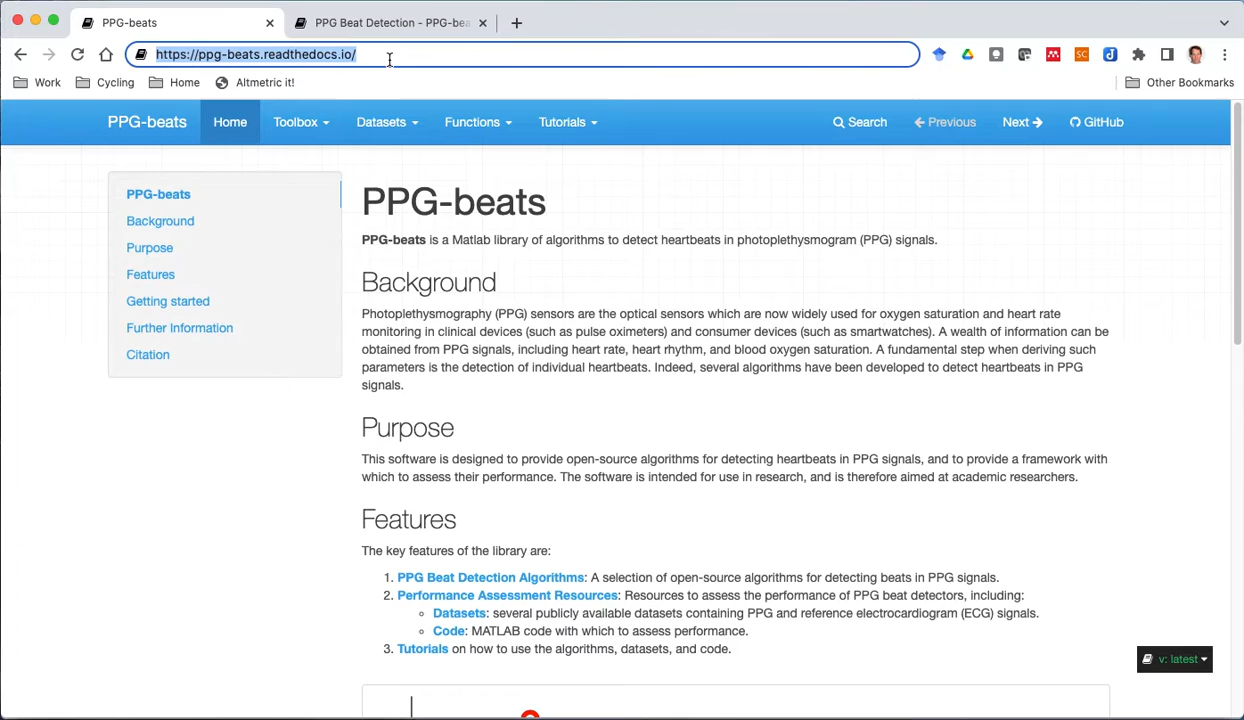 PPG-beats
PPG Beat Detection - PPG-bea
https://ppg-beats.readthedocs.io/
Work
Cycling
Home
Altmetric it!
Other Bookmarks
PPG-beats
Home
Toolbox
Datasets
Functions
Tutorials
Search
Previous
Next
GitHub
PPG-beats
Background
Purpose
Features
Getting started
Further Information
Citation
PPG-beats
PPG-beats is a Matlab library of algorithms to detect heartbeats in photoplethysmogram (PPG) signals.
Background
Photoplethysmography (PPG) sensors are the optical sensors which are now widely used for oxygen saturation and heart rate
monitoring in clinical devices (such as pulse oximeters) and consumer devices (such as smartwatches). A wealth of information can be
obtained from PPG signals, including heart rate, heart rhythm, and blood oxygen saturation. A fundamental step when deriving such
parameters is the detection of individual heartbeats. Indeed, several algorithms have been developed to detect heartbeats in PPG
signals.
Purpose
This software is designed to provide open-source algorithms for detecting heartbeats in PPG signals, and to provide a framework with
which to assess their performance. The software is intended for use in research, and is therefore aimed at academic researchers.
Features
The key features of the library are:
1. PPG Beat Detection Algorithms: A selection of open-source algorithms for detecting beats in PPG signals.
2. Performance Assessment Resources: Resources to assess the performance of PPG beat detectors, including:
Datasets: several publicly available datasets containing PPG and reference electrocardiogram (ECG) signals.
Code: MATLAB code with which to assess performance.
3. Tutorials on how to use the algorithms, datasets, and code.
v: latest